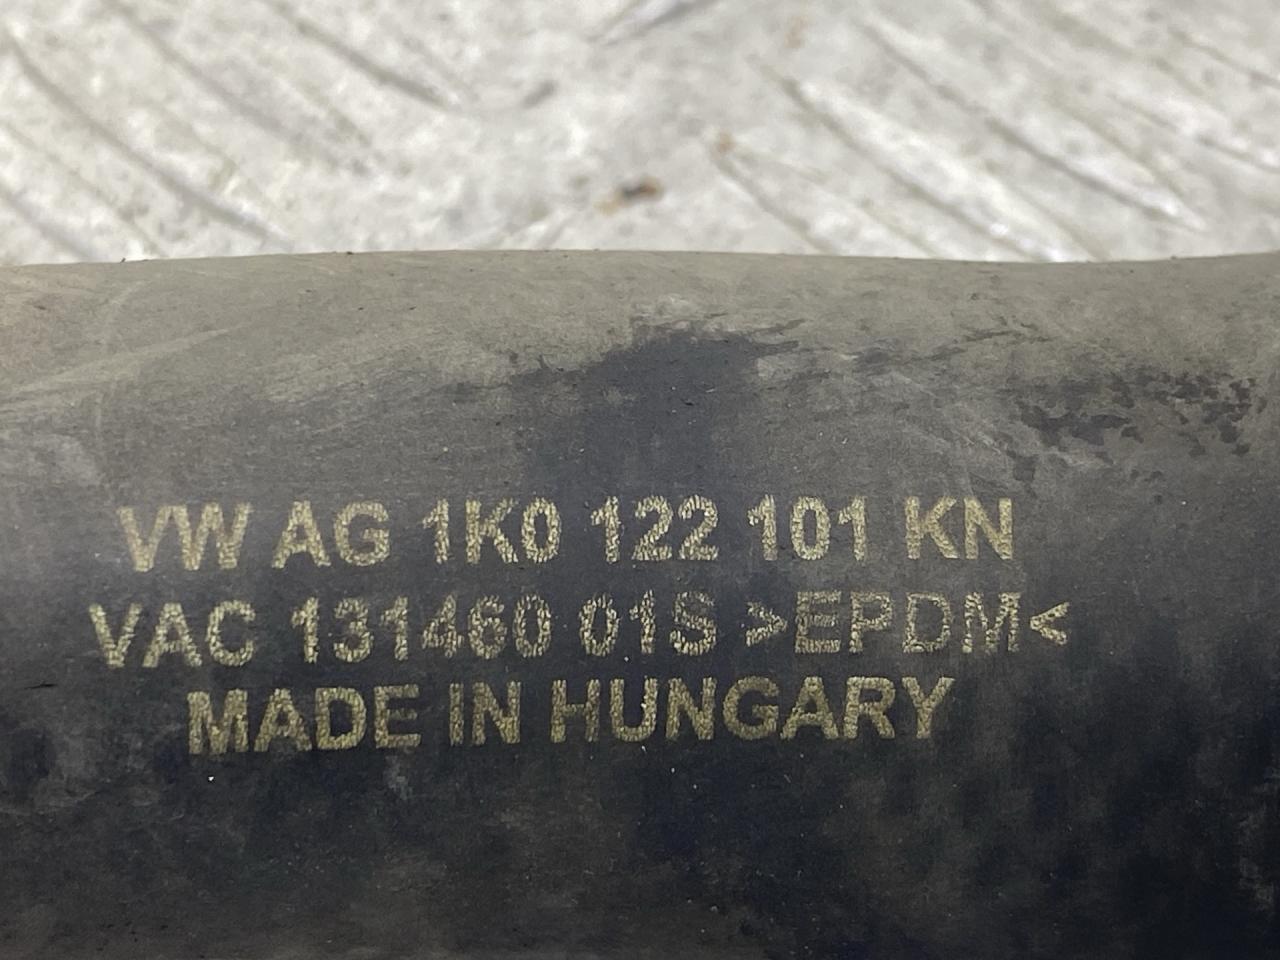 VW AG 1K0 122 101 KN
VAC 131460 01S >EPDM<
MADE IN HUNGARY